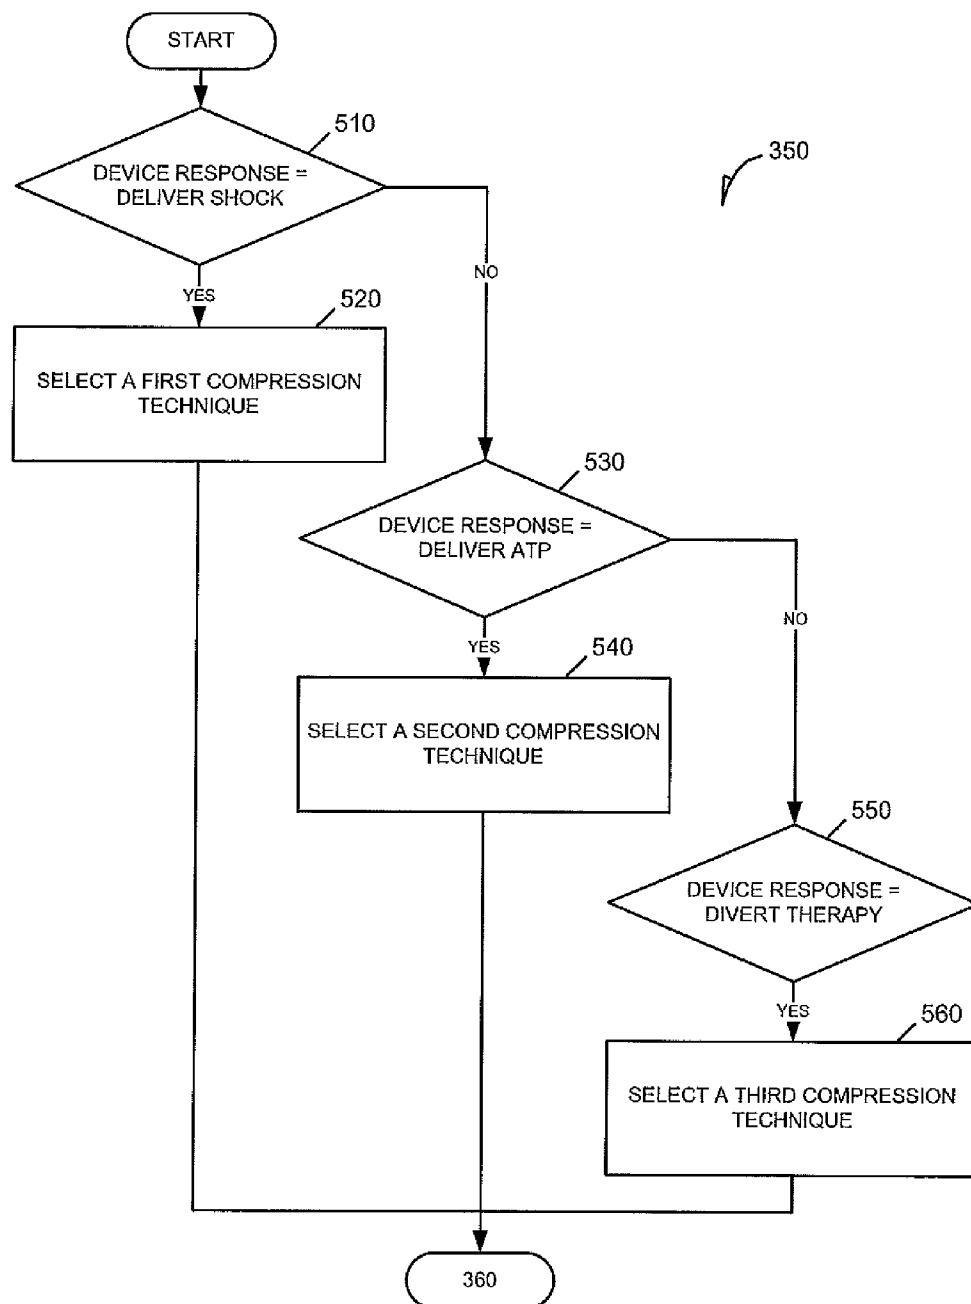 START
510
DEVICE RESPONSE =
DELIVER SHOCK
350
NO
YES
520
SELECT A FIRST COMPRESSION
TECHNIQUE
530
DEVICE RESPONSE =
DELIVER ATP
NO
YES
540
SELECT A SECOND COMPRESSION
TECHNIQUE
550
DEVICE RESPONSE =
DIVERT THERAPY
YES
560
SELECT A THIRD COMPRESSION
TECHNIQUE
360